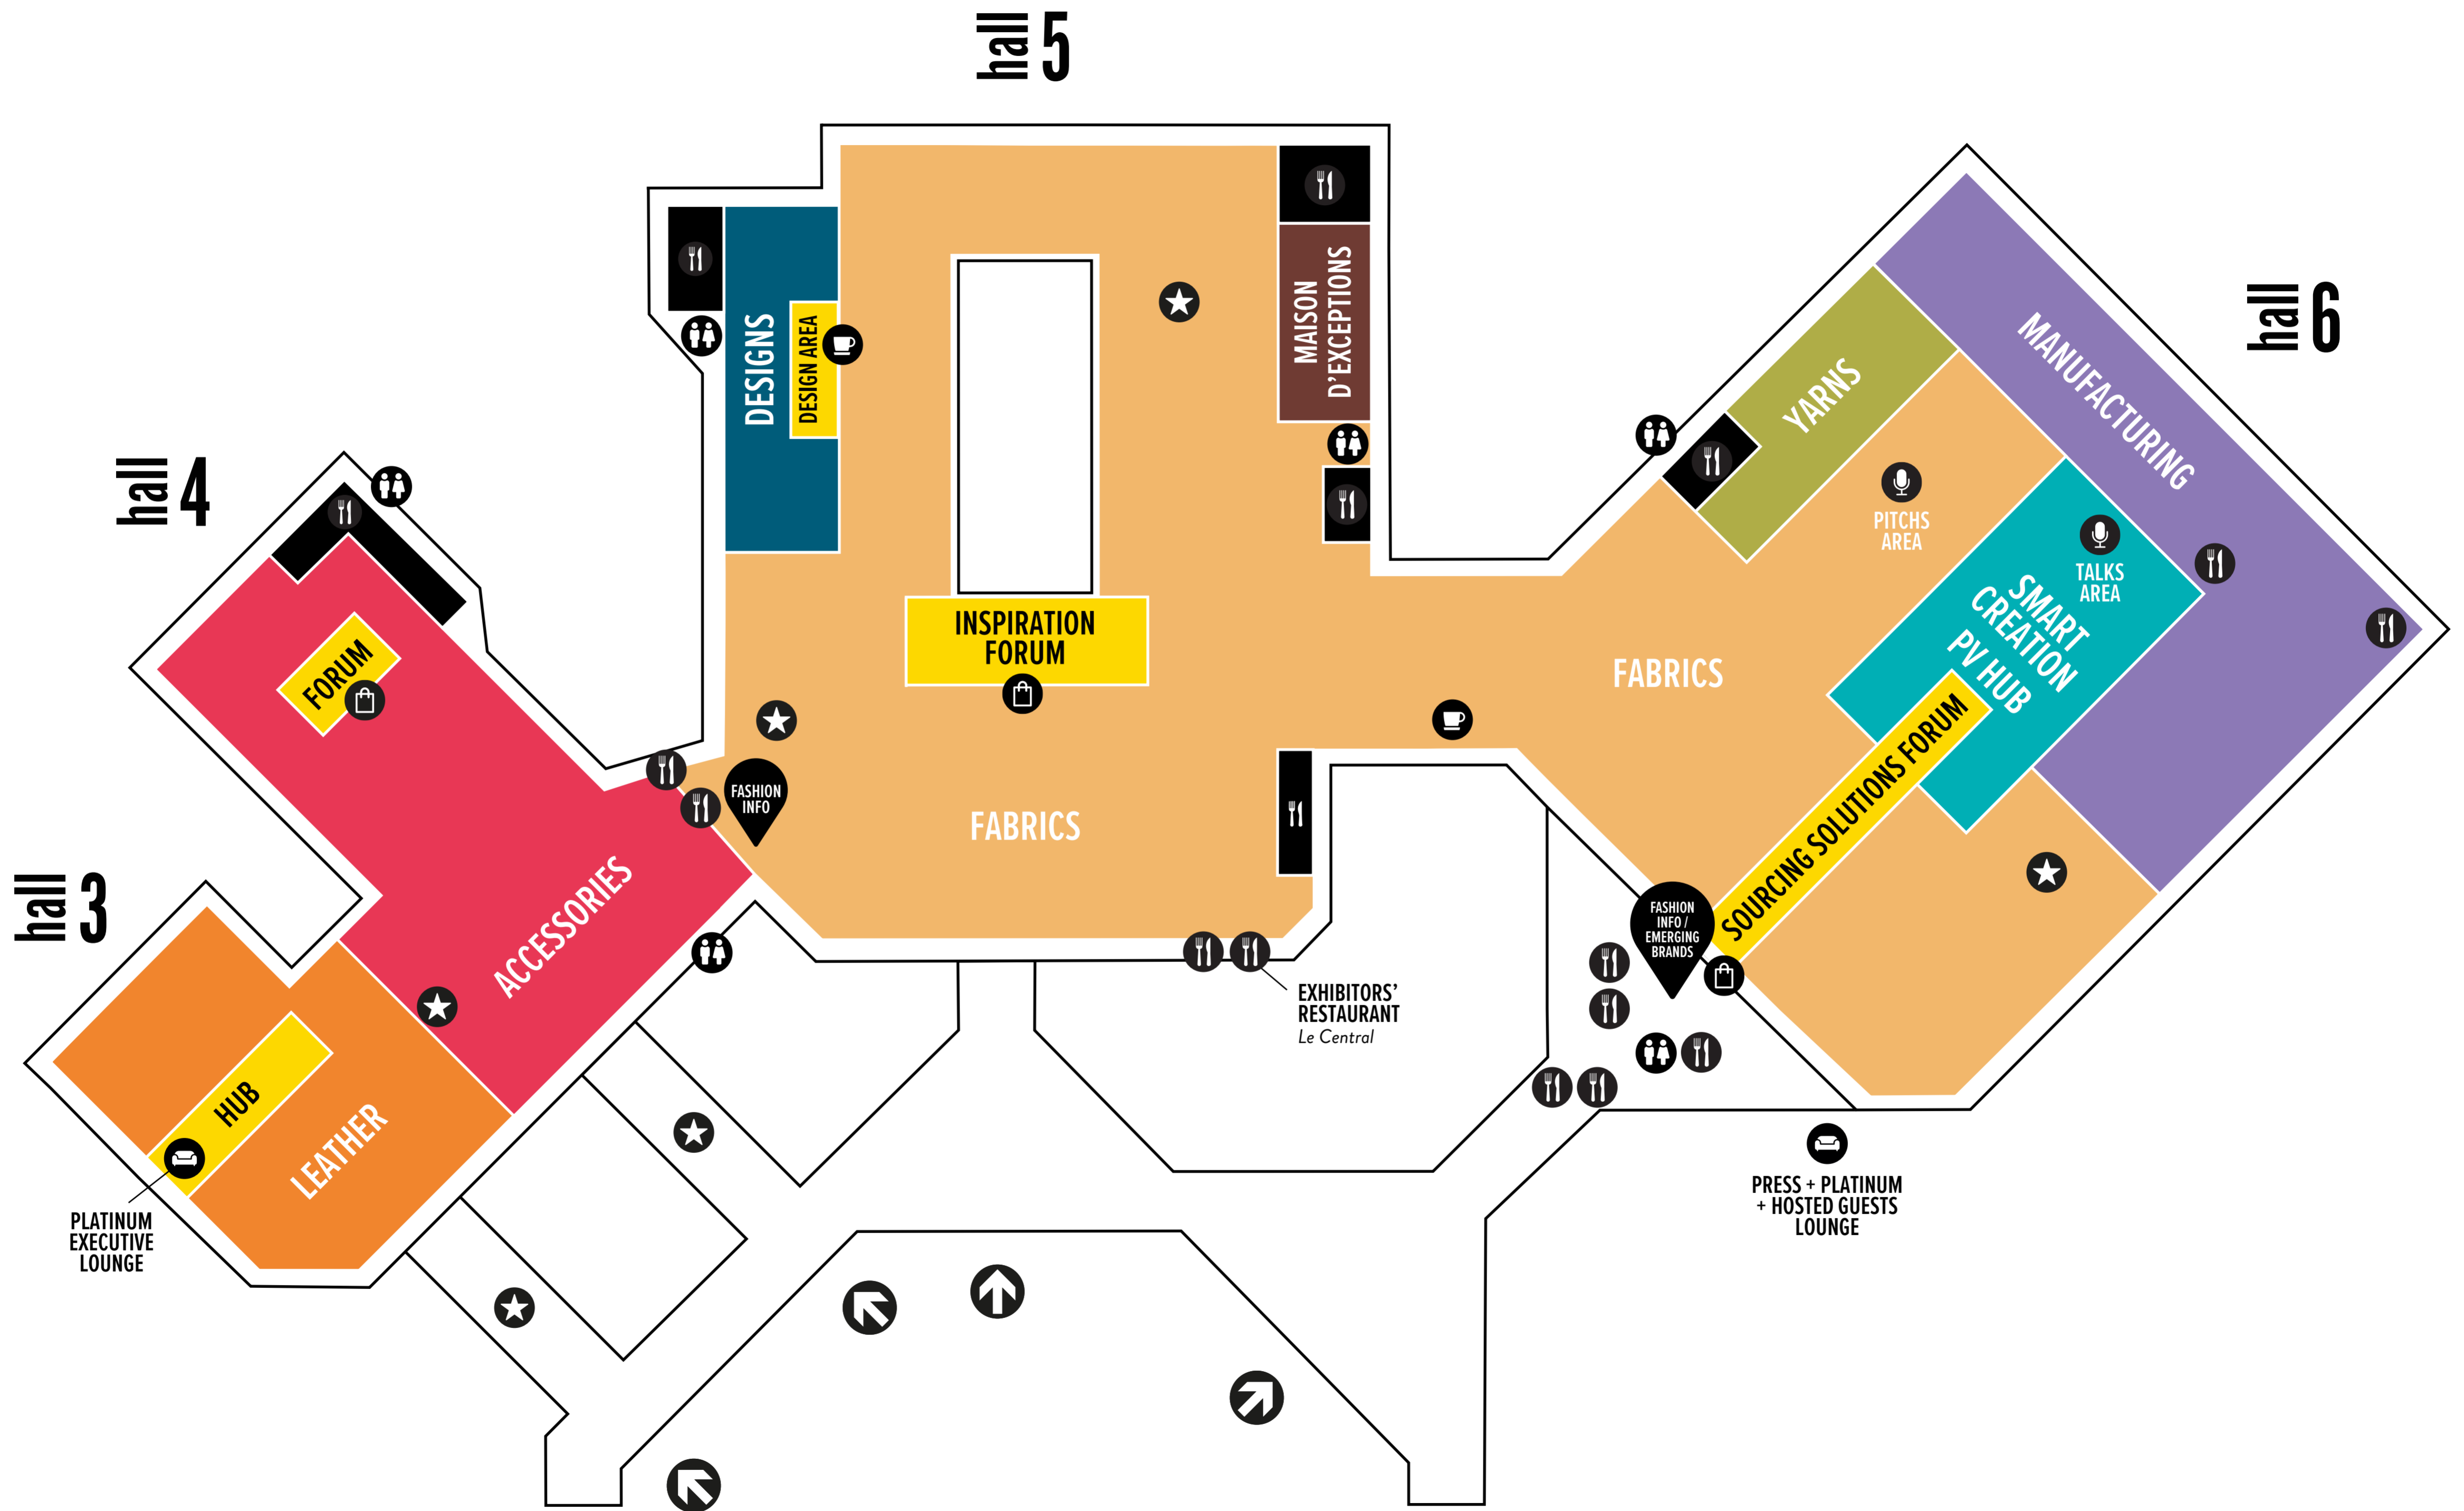 hall 5
hall 6
hall 4
hall 3
DESIGNS
DESIGN AREA
MAISON
D'EXCEPTIONS
YARNS
MANUFACTURING
PITCHS
AREA
TALKS
AREA
SMART
CREATION
PV HUB
INSPIRATION
FORUM
FORUM
FABRICS
FASHION
INFO
FABRICS
SOURCING SOLUTIONS FORUM
ACCESSORIES
FASHION
INFO /
EMERGING
BRANDS
EXHIBITORS'
RESTAURANT
Le Central
HUB
LEATHER
PLATINUM
EXECUTIVE
LOUNGE
PRESS + PLATINUM
+ HOSTED GUESTS
LOUNGE